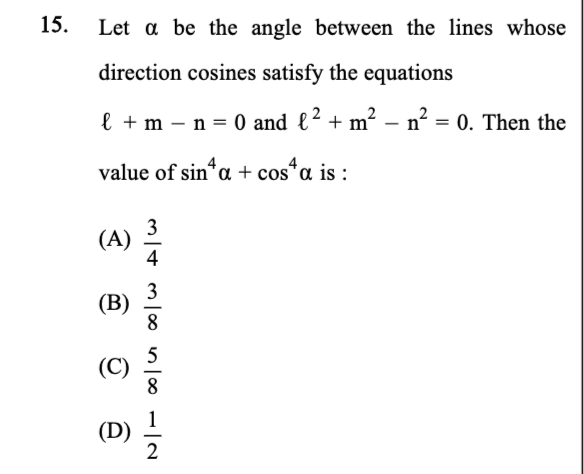 15. Let α be the angle between the lines whose
direction cosines satisfy the equations
ℓ + m – n = 0 and ℓ² + m² – n² = 0. Then the
value of sin⁴α + cos⁴α is :
(A) 3/4
(B) 3/8
(C) 5/8
(D) 1/2